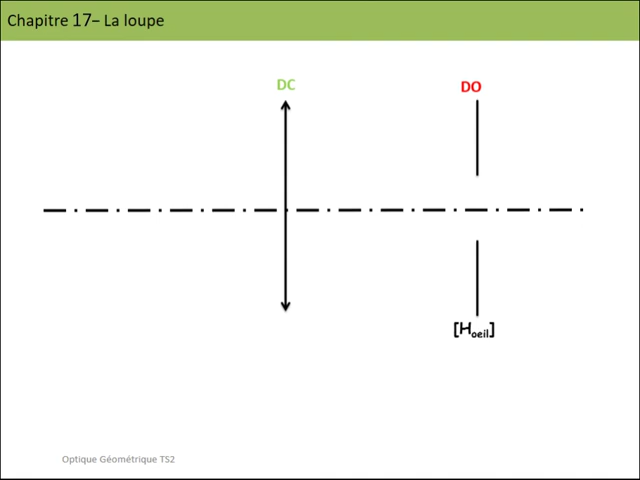 Chapitre 17– La loupe
DC
DO
[Hoeil]
Optique Géométrique TS2